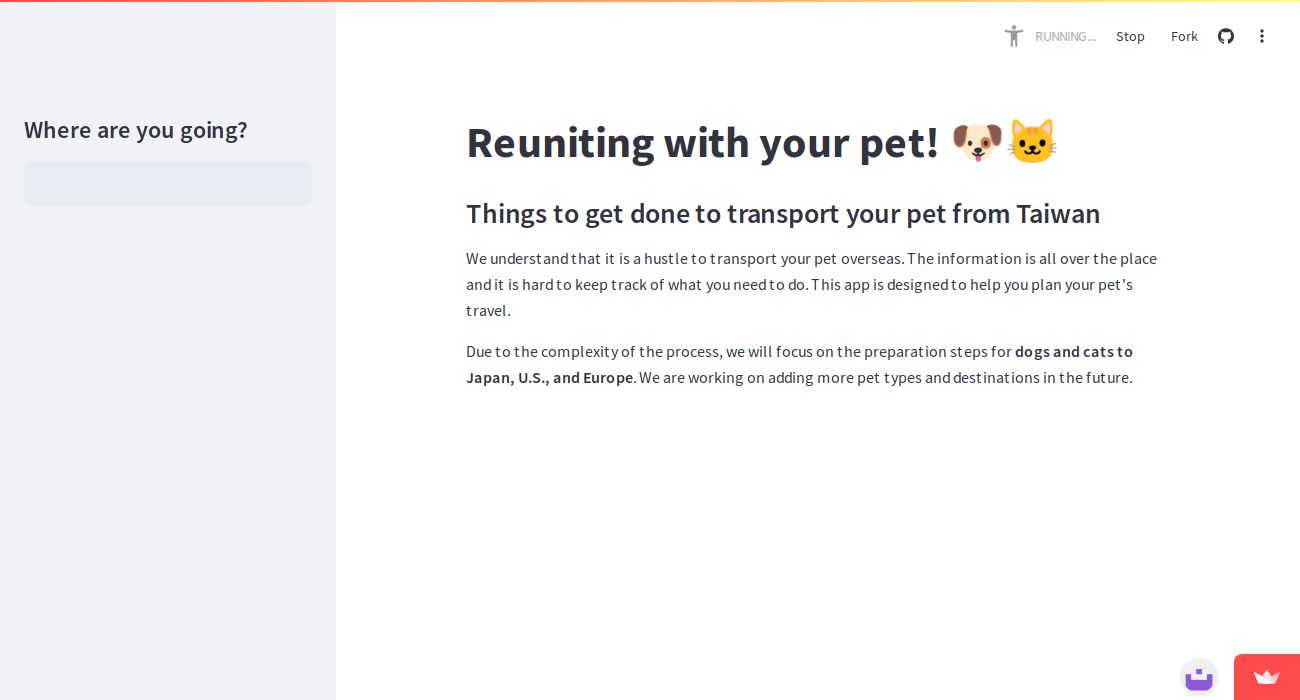 RUNNING...
Stop
Fork
Where are you going?
Reuniting with your pet! 🐶🐱
Things to get done to transport your pet from Taiwan
We understand that it is a hustle to transport your pet overseas. The information is all over the place
and it is hard to keep track of what you need to do. This app is designed to help you plan your pet's
travel.
Due to the complexity of the process, we will focus on the preparation steps for dogs and cats to
Japan, U.S., and Europe. We are working on adding more pet types and destinations in the future.